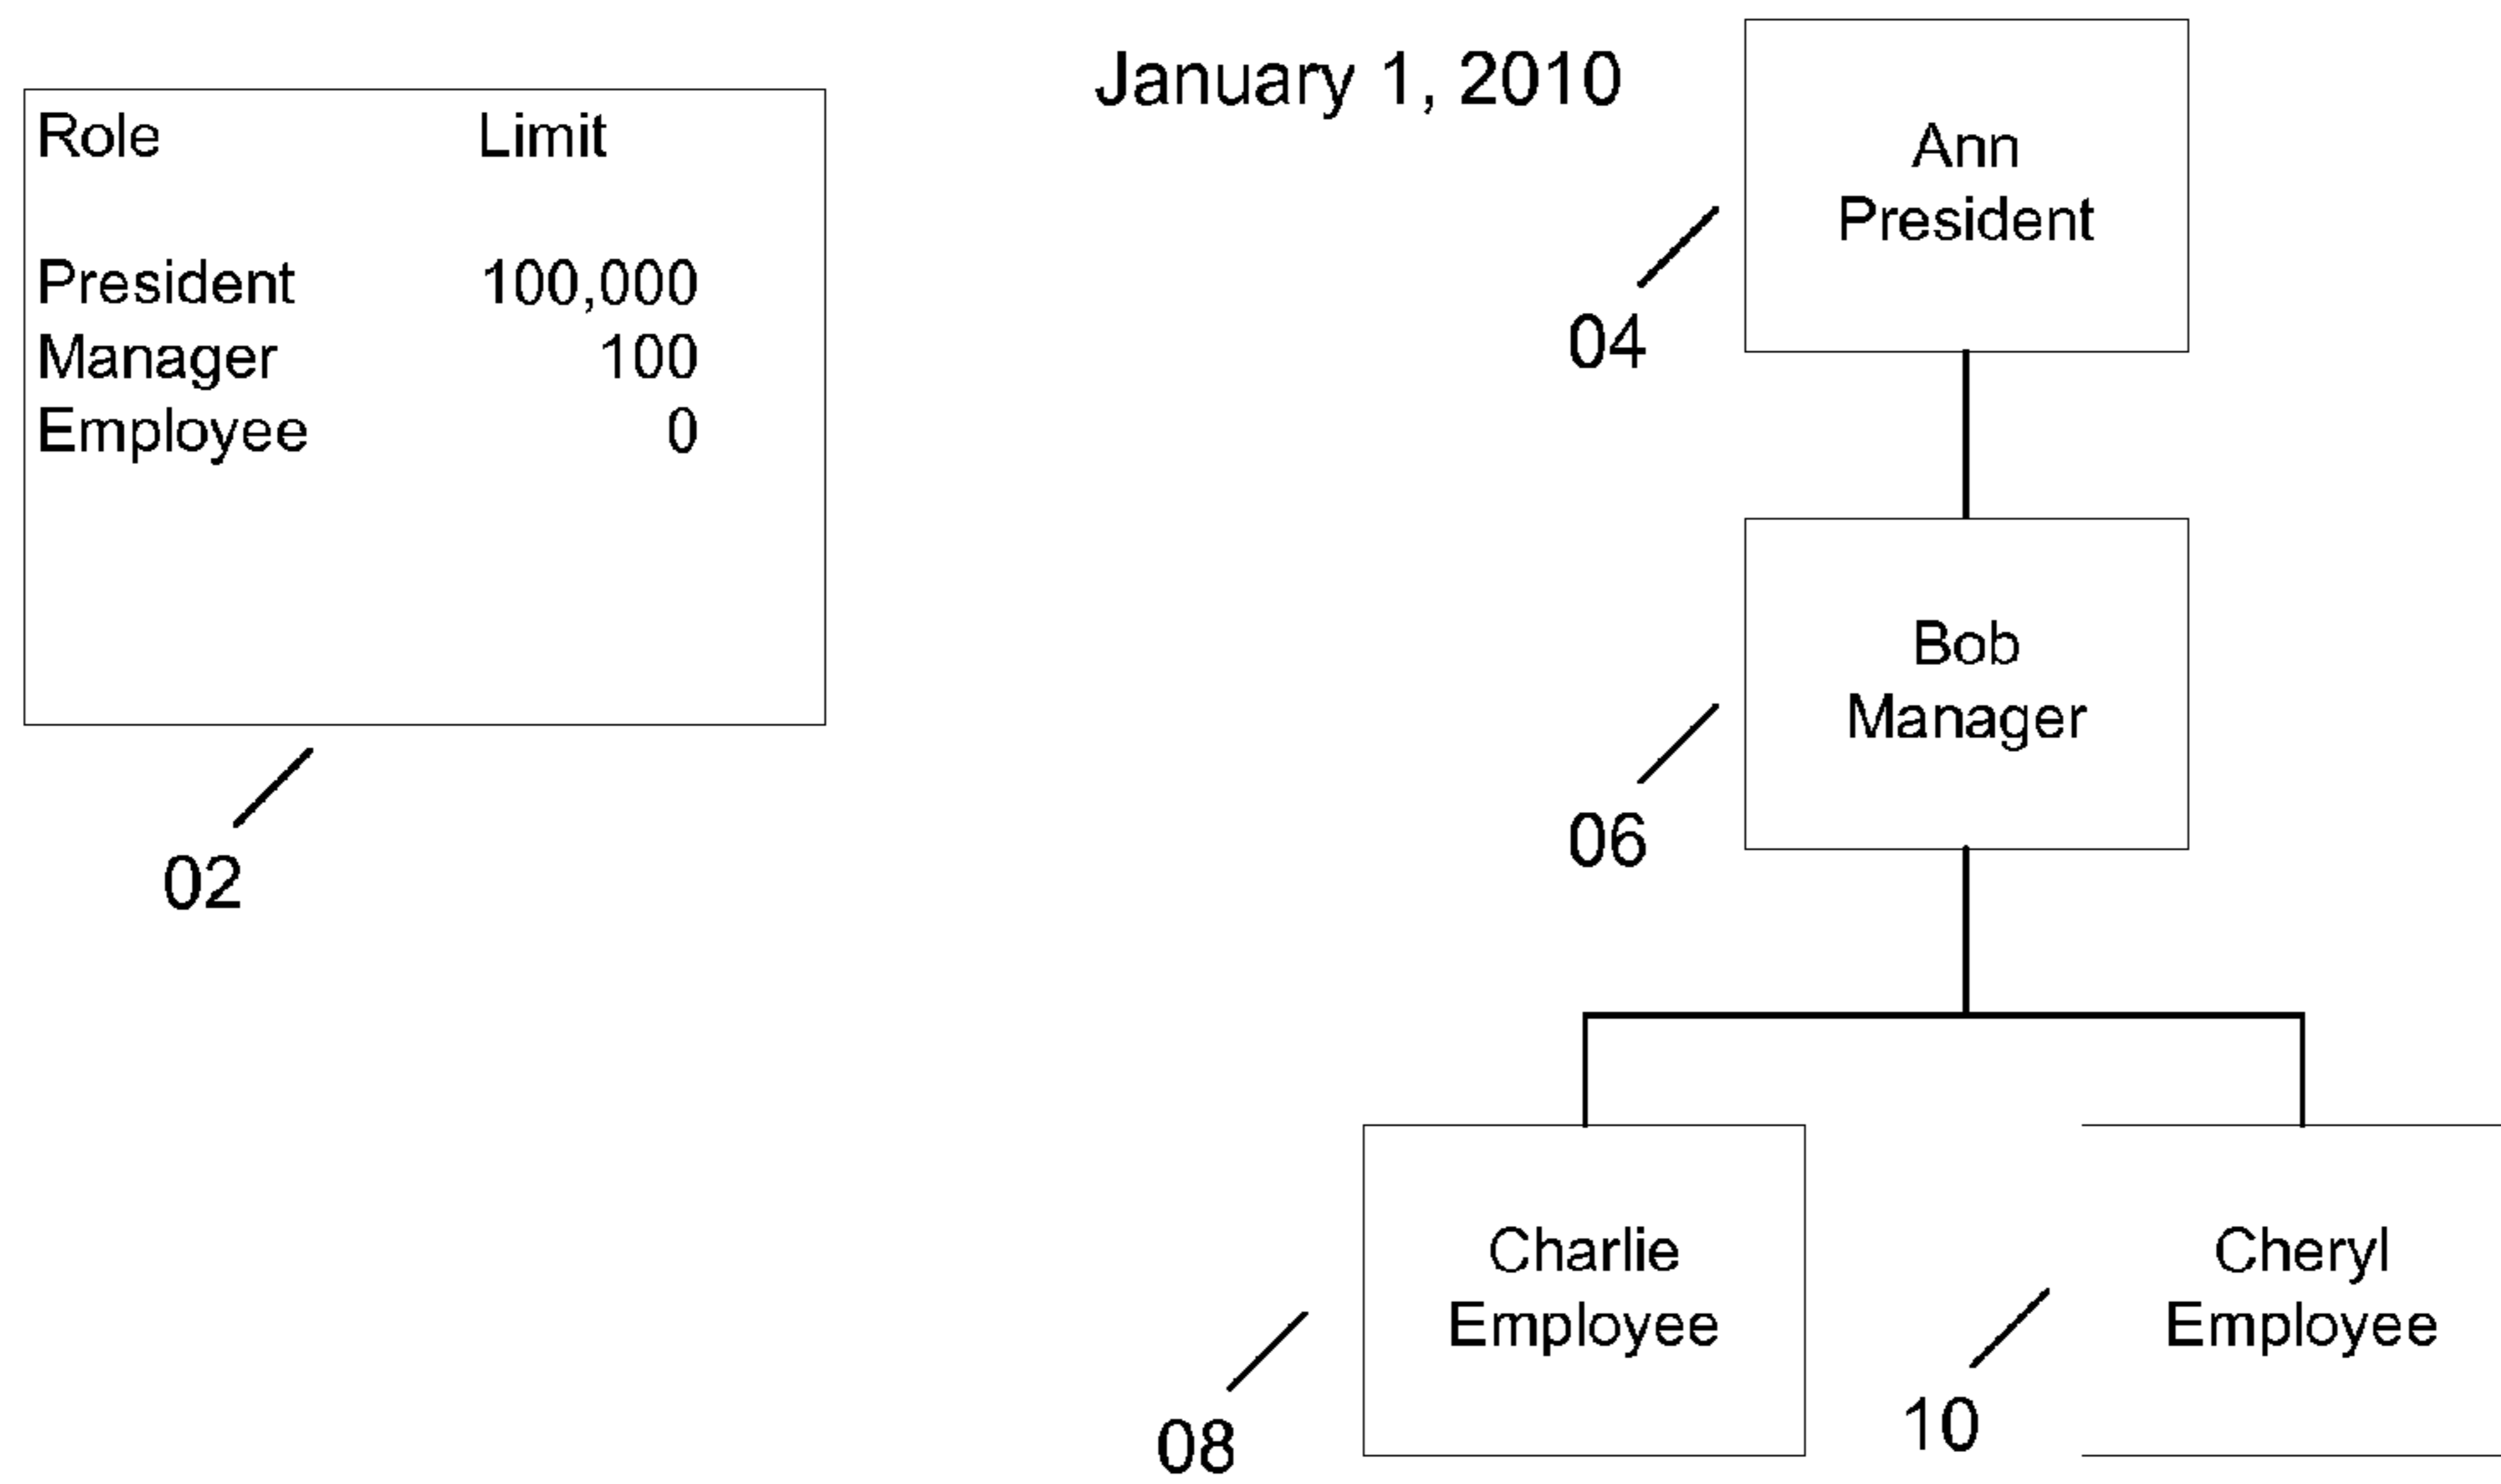 Role Limit
President 100,000
Manager 100
Employee 0
02
January 1, 2010
Ann
President
04
Bob
Manager
06
Charlie
Employee
08
Cheryl
Employee
10